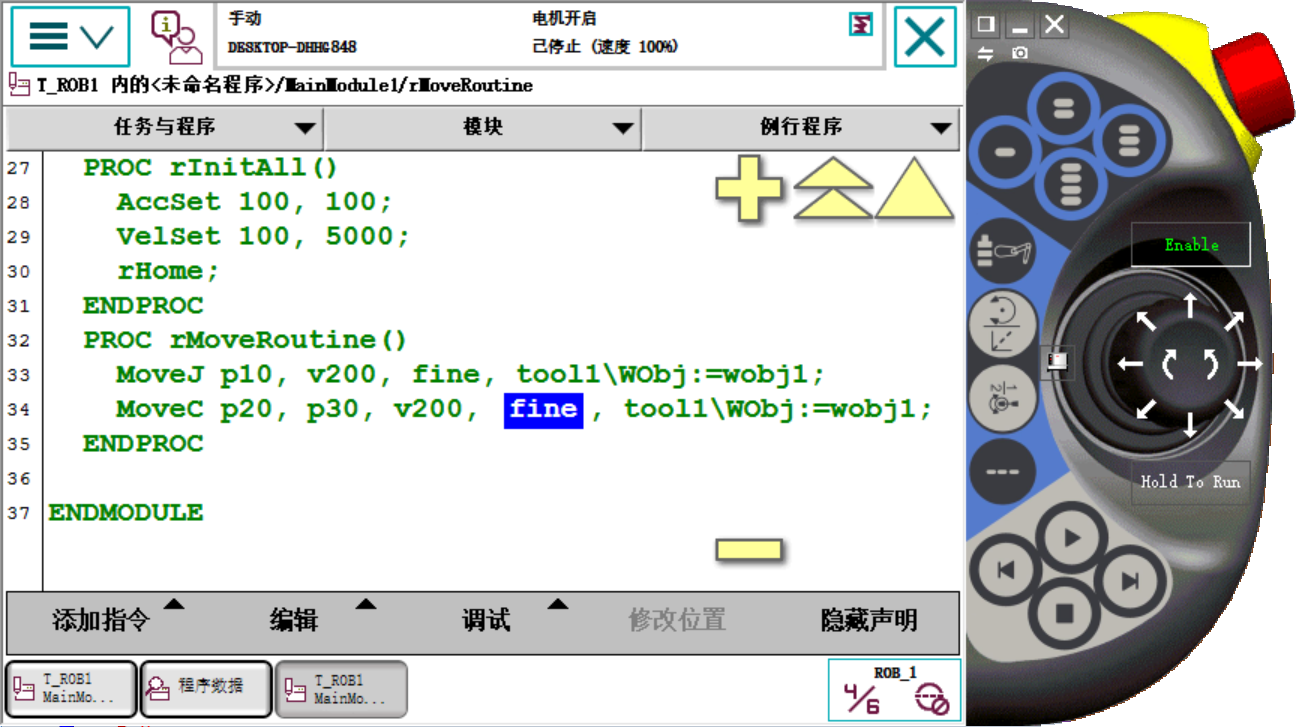 手动
电机开启
DESKTOP-DHHG848
已停止 (速度 100%)
T_ROB1 内的<未命名程序>/MainModule1/rMoveRoutine
任务与程序
模块
例行程序
27 PROC rInitAll()
28 AccSet 100, 100;
29 VelSet 100, 5000;
30 rHome;
31 ENDPROC
32 PROC rMoveRoutine()
33 MoveJ p10, v200, fine, tool1\WObj:=wobj1;
34 MoveC p20, p30, v200, fine, tool1\WObj:=wobj1;
35 ENDPROC
36
37 ENDMODULE
添加指令
编辑
调试
修改位置
隐藏声明
T_ROB1
MainMo...
程序数据
T_ROB1
MainMo...
ROB_1
Enable
Hold To Run